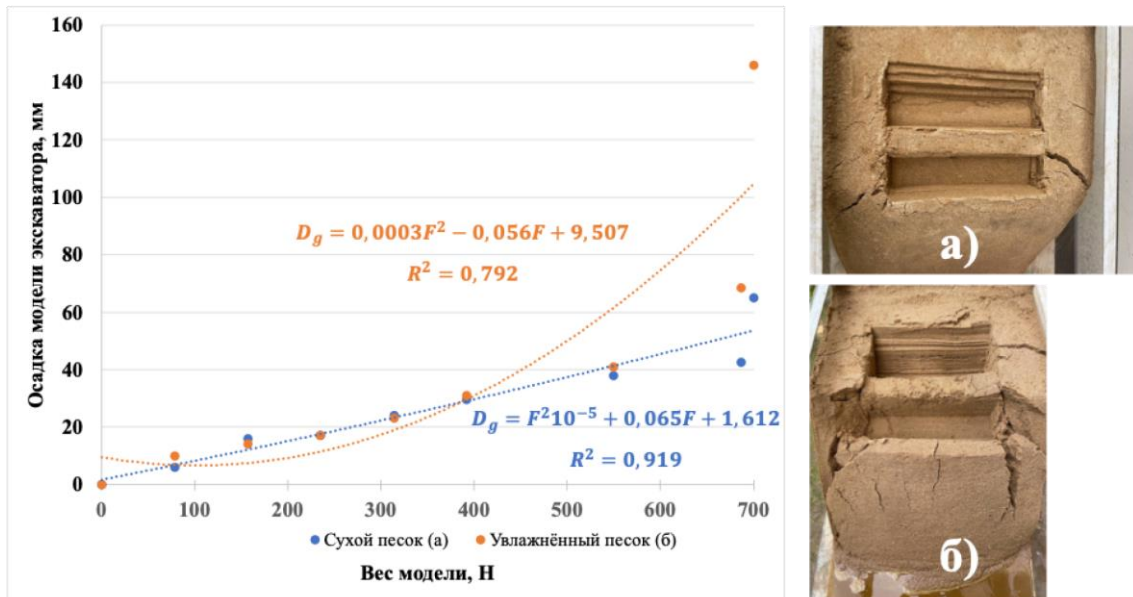 160
140
120
100
80
60
40
20
0
Осадка модели экскаватора, мм
D_g = 0,0003F² − 0,056F + 9,507
R² = 0,792
D_g = F²10⁻⁵ + 0,065F + 1,612
R² = 0,919
0 100 200 300 400 500 600 700
Сухой песок (а) Увлажнённый песок (б)
Вес модели, Н
а)
б)